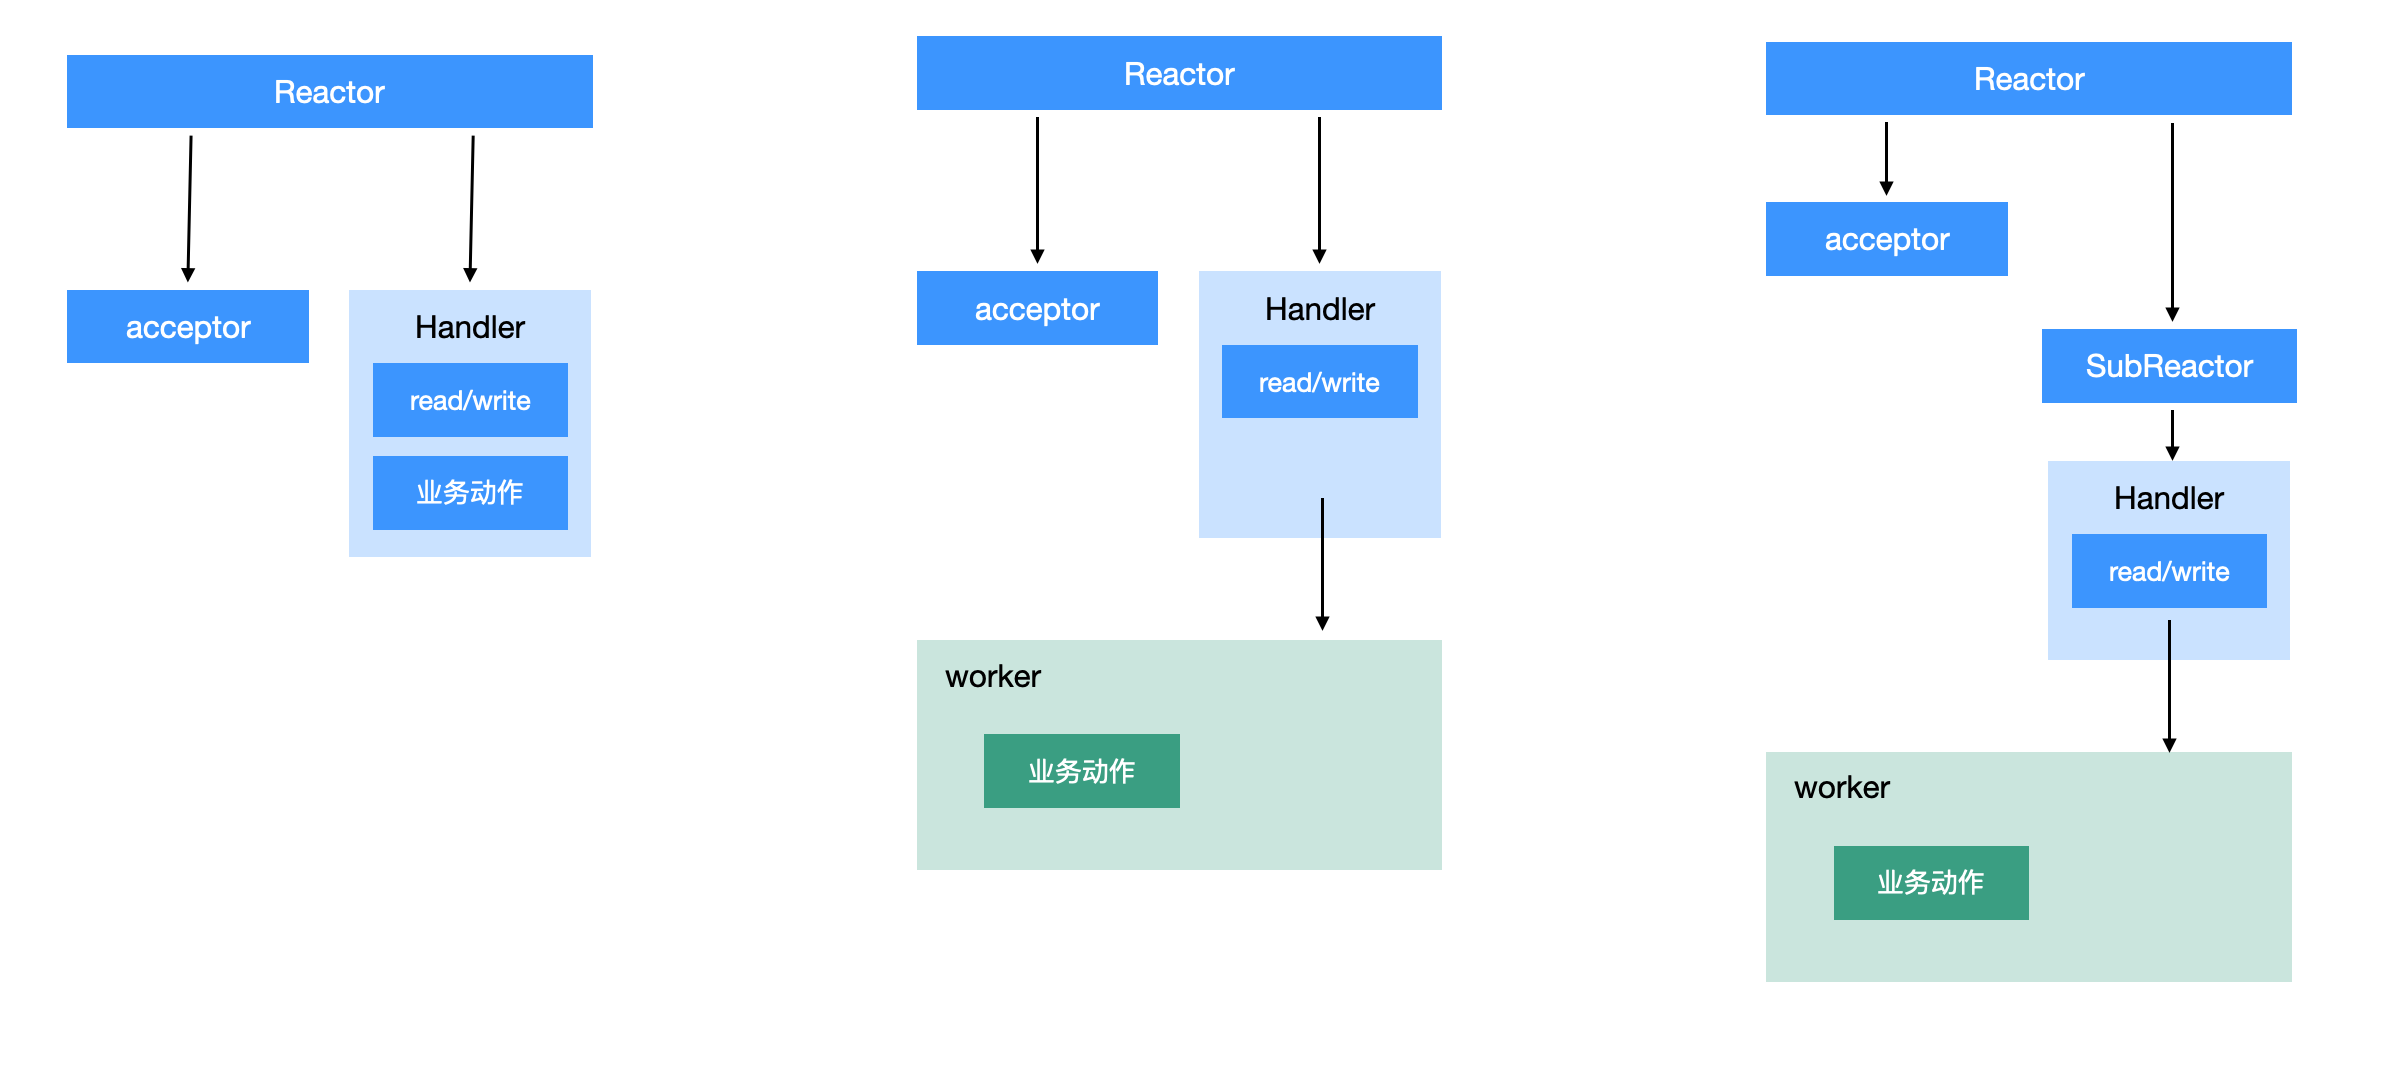 Reactor
acceptor
Handler
read/write
业务动作
Reactor
acceptor
Handler
read/write
worker
业务动作
Reactor
acceptor
SubReactor
Handler
read/write
worker
业务动作